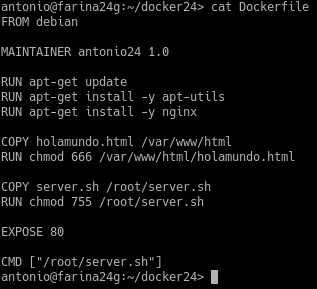 antonio@farina24g:~/docker24> cat Dockerfile
FROM debian
MAINTAINER antonio24 1.0
RUN apt-get update
RUN apt-get install -y apt-utils
RUN apt-get install -y nginx
COPY holamundo.html /var/www/html
RUN chmod 666 /var/www/html/holamundo.html
COPY server.sh /root/server.sh
RUN chmod 755 /root/server.sh
EXPOSE 80
CMD ["/root/server.sh"]
antonio@farina24g:~/docker24>